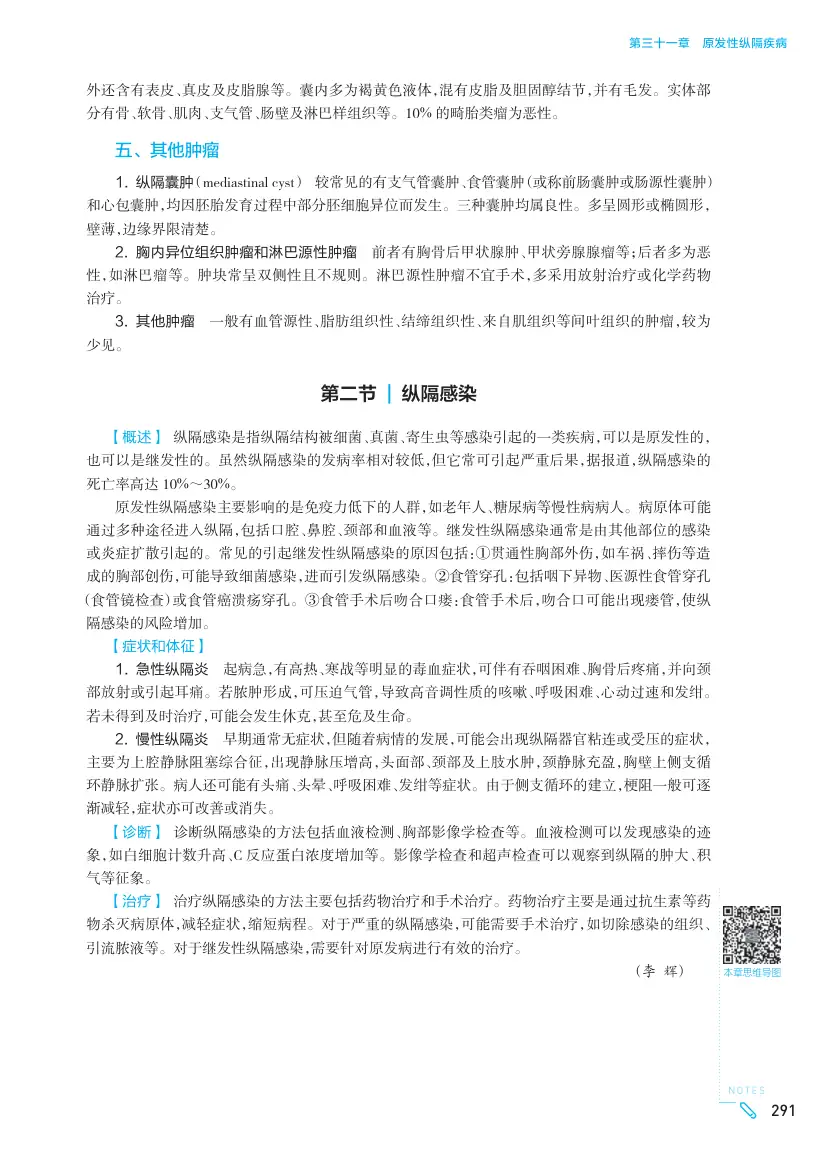 第三十一章 原发性纵隔疾病
外还含有表皮、真皮及皮脂腺等。囊内多为褐黄色液体,混有皮脂及胆固醇结节,并有毛发。实体部
分有骨、软骨、肌肉、支气管、肠壁及淋巴样组织等。10% 的畸胎类瘤为恶性。
五、其他肿瘤
1. 纵隔囊肿(mediastinal cyst) 较常见的有支气管囊肿、食管囊肿(或称前肠囊肿或肠源性囊肿)
和心包囊肿,均因胚胎发育过程中部分胚细胞异位而发生。三种囊肿均属良性。多呈圆形或椭圆形,
壁薄,边缘界限清楚。
2. 胸内异位组织肿瘤和淋巴源性肿瘤 前者有胸骨后甲状腺肿、甲状旁腺腺瘤等;后者多为恶
性,如淋巴瘤等。肿块常呈双侧性且不规则。淋巴源性肿瘤不宜手术,多采用放射治疗或化学药物
治疗。
3. 其他肿瘤 一般有血管源性、脂肪组织性、结缔组织性、来自肌组织等间叶组织的肿瘤,较为
少见。
第二节 | 纵隔感染
【概述】 纵隔感染是指纵隔结构被细菌、真菌、寄生虫等感染引起的一类疾病,可以是原发性的,
也可以是继发性的。虽然纵隔感染的发病率相对较低,但它常可引起严重后果,据报道,纵隔感染的
死亡率高达 10%～30%。
原发性纵隔感染主要影响的是免疫力低下的人群,如老年人、糖尿病等慢性病病人。病原体可能
通过多种途径进入纵隔,包括口腔、鼻腔、颈部和血液等。继发性纵隔感染通常是由其他部位的感染
或炎症扩散引起的。常见的引起继发性纵隔感染的原因包括:①贯通性胸部外伤,如车祸、摔伤等造
成的胸部创伤,可能导致细菌感染,进而引发纵隔感染。②食管穿孔:包括咽下异物、医源性食管穿孔
(食管镜检查)或食管癌溃疡穿孔。③食管手术后吻合口瘘:食管手术后,吻合口可能出现瘘管,使纵
隔感染的风险增加。
【症状和体征】
1. 急性纵隔炎 起病急,有高热、寒战等明显的毒血症状,可伴有吞咽困难、胸骨后疼痛,并向颈
部放射或引起耳痛。若脓肿形成,可压迫气管,导致高音调性质的咳嗽、呼吸困难、心动过速和发绀。
若未得到及时治疗,可能会发生休克,甚至危及生命。
2. 慢性纵隔炎 早期通常无症状,但随着病情的发展,可能会出现纵隔器官粘连或受压的症状,
主要为上腔静脉阻塞综合征,出现静脉压增高,头面部、颈部及上肢水肿,颈静脉充盈,胸壁上侧支循
环静脉扩张。病人还可能有头痛、头晕、呼吸困难、发绀等症状。由于侧支循环的建立,梗阻一般可逐
渐减轻,症状亦可改善或消失。
【诊断】 诊断纵隔感染的方法包括血液检测、胸部影像学检查等。血液检测可以发现感染的迹
象,如白细胞计数升高、C 反应蛋白浓度增加等。影像学检查和超声检查可以观察到纵隔的肿大、积
气等征象。
【治疗】 治疗纵隔感染的方法主要包括药物治疗和手术治疗。药物治疗主要是通过抗生素等药
物杀灭病原体,减轻症状,缩短病程。对于严重的纵隔感染,可能需要手术治疗,如切除感染的组织、
引流脓液等。对于继发性纵隔感染,需要针对原发病进行有效的治疗。
(李 辉)
本章思维导图
NOTES
291